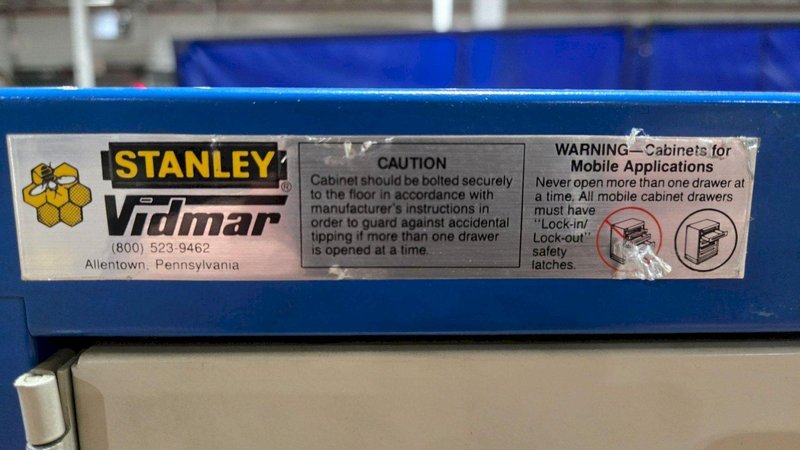 STANLEY®
Vidmar
(800) 523-9462
Allentown, Pennsylvania
CAUTION
Cabinet should be bolted securely
to the floor in accordance with
manufacturer's instructions in
order to guard against accidental
tipping if more than one drawer
is opened at a time.
WARNING—Cabinets for
Mobile Applications
Never open more than one drawer at
a time. All mobile cabinet drawers
must have
"Lock-in/
Lock-out"
safety
latches.